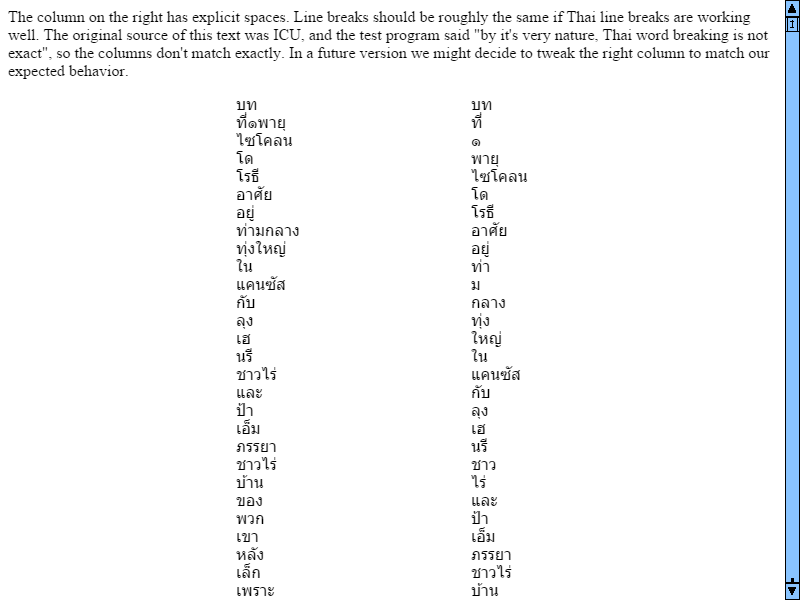 The column on the right has explicit spaces. Line breaks should be roughly the same if Thai line breaks are working
well. The original source of this text was ICU, and the test program said "by it's very nature, Thai word breaking is not
exact", so the columns don't match exactly. In a future version we might decide to tweak the right column to match our
expected behavior.
บท
ที่๑พายุ
ไซโคลน
โด
โรธี
อาศัย
อยู่
ท่ามกลาง
ทุ่งใหญ่
ใน
แคนซัส
กับ
ลุง
เฮ
นรี
ชาวไร่
และ
ป้า
เอ็ม
ภรรยา
ชาวไร่
บ้าน
ของ
พวก
เขา
หลัง
เล็ก
เพราะ
บท
ที่
๑
พายุ
ไซโคลน
โด
โรธี
อาศัย
อยู่
ท่า
ม
กลาง
ทุ่ง
ใหญ่
ใน
แคนซัส
กับ
ลุง
เฮ
นรี
ชาว
ไร่
และ
ป้า
เอ็ม
ภรรยา
ชาวไร่
บ้าน